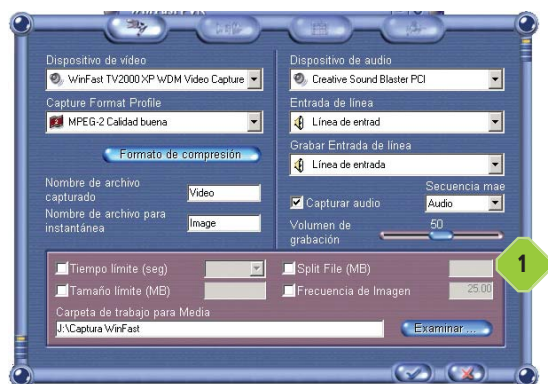 Dispositivo de vídeo
WinFast TV2000 XP WDM Video Capture
Capture Format Profile
MPEG-2 Calidad buena
Formato de compresión
Nombre de archivo
capturado
Video
Nombre de archivo para
instantánea
Image
Dispositivo de audio
Creative Sound Blaster PCI
Entrada de línea
Línea de entrad
Grabar Entrada de línea
Línea de entrada
Secuencia mae
Capturar audio
Audio
Volumen de
grabación
50
Tiempo límite (seg)
Split File (MB)
Tamaño límite (MB)
Frecuencia de Imagen
25.00
Carpeta de trabajo para Media
J:\Captura WinFast
Examinar ...
1